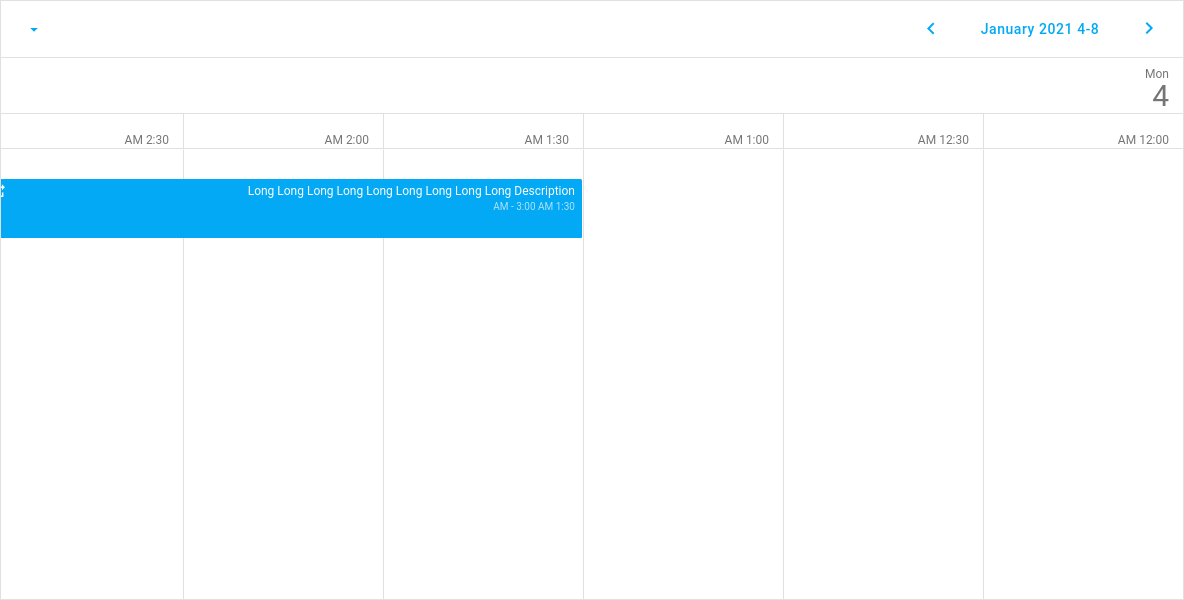 January 2021 4-8
Mon
4
AM 2:30 AM 2:00 AM 1:30 AM 1:00 AM 12:30 AM 12:00
Long Long Long Long Long Long Long Long Long Description
AM - 3:00 AM 1:30